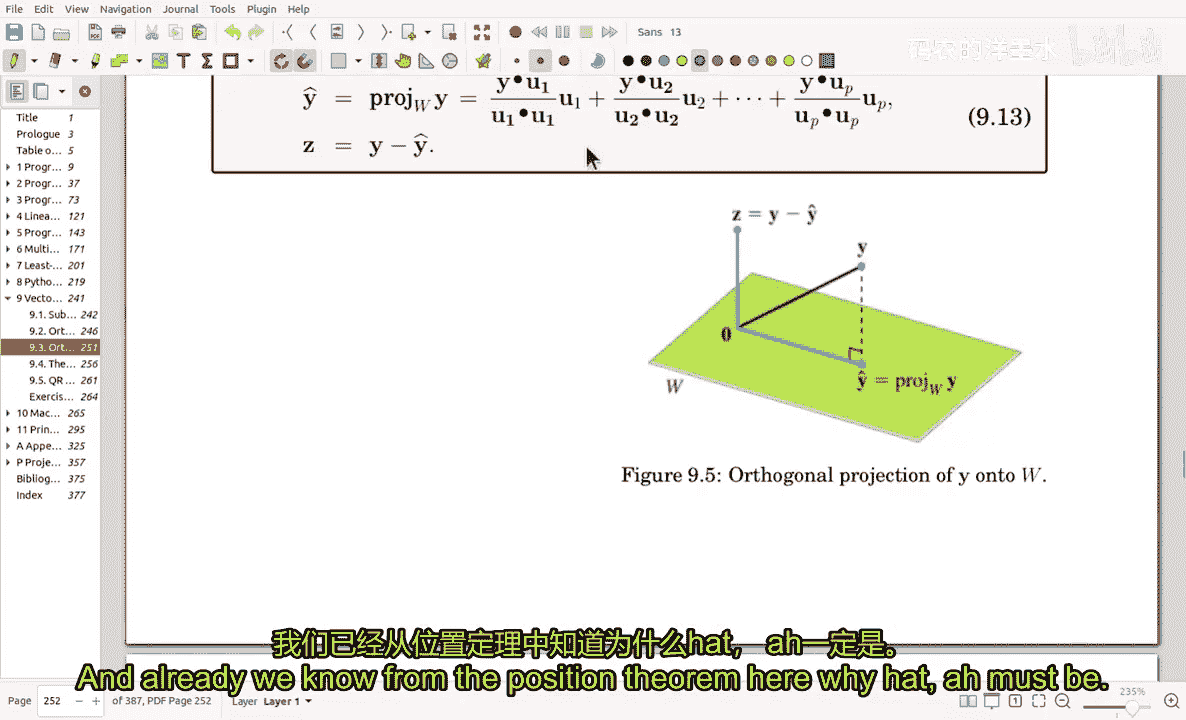 File Edit View Navigation Journal Tools Plugin Help
Sans 13
码农的洋墨水
Title 1
Prologue 3
Table o... 5
1 Progr... 9
2 Progr... 37
3 Progr... 73
4 Linea... 121
5 Progr... 143
6 Multi... 171
7 Least-... 201
8 Pytho... 219
9 Vecto... 241
9.1. Sub... 242
9.2. Ort... 246
9.3. Ort... 251
9.4. The... 256
9.5. QR ... 261
Exercis... 264
10 Mac... 265
11 Prin... 295
A Appe... 325
P Proje... 357
Bibliog... 375
Index 377
ŷ = proj_W y = (y•u₁)/(u₁•u₁) u₁ + (y•u₂)/(u₂•u₂) u₂ + ⋯ + (y•u_p)/(u_p•u_p) u_p,
(9.13)
z = y − ŷ.
z = y − ŷ
y
0
ŷ = proj_W y
W
Figure 9.5: Orthogonal projection of y onto W.
我们已经从位置定理中知道为什么hat， ah一定是。
And already we know from the position theorem here why hat, ah must be.
Page 252 of 387, PDF Page 252 Layer Layer 1 235%